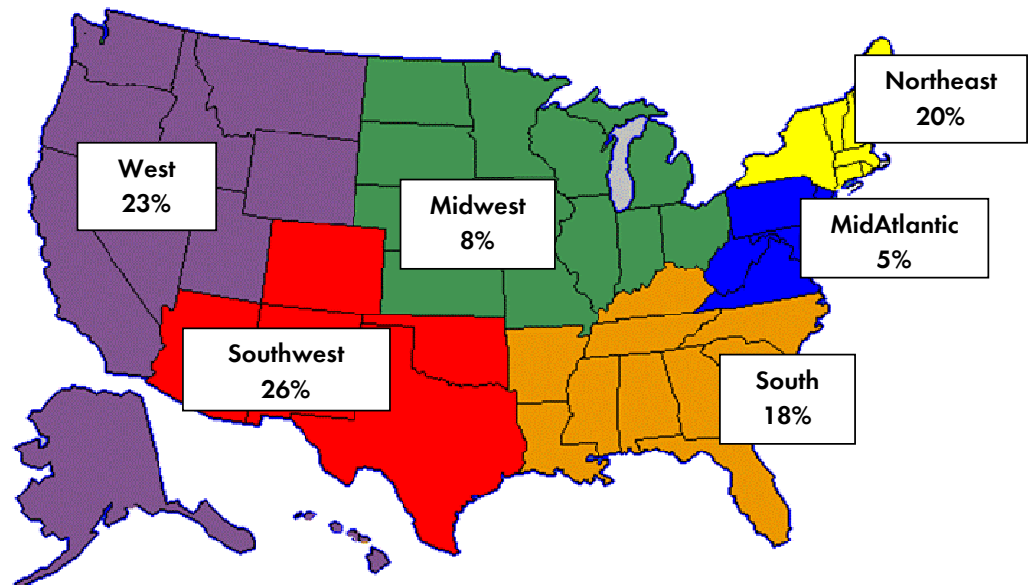 Northeast
20%
West
23%
Midwest
8%
MidAtlantic
5%
Southwest
26%
South
18%